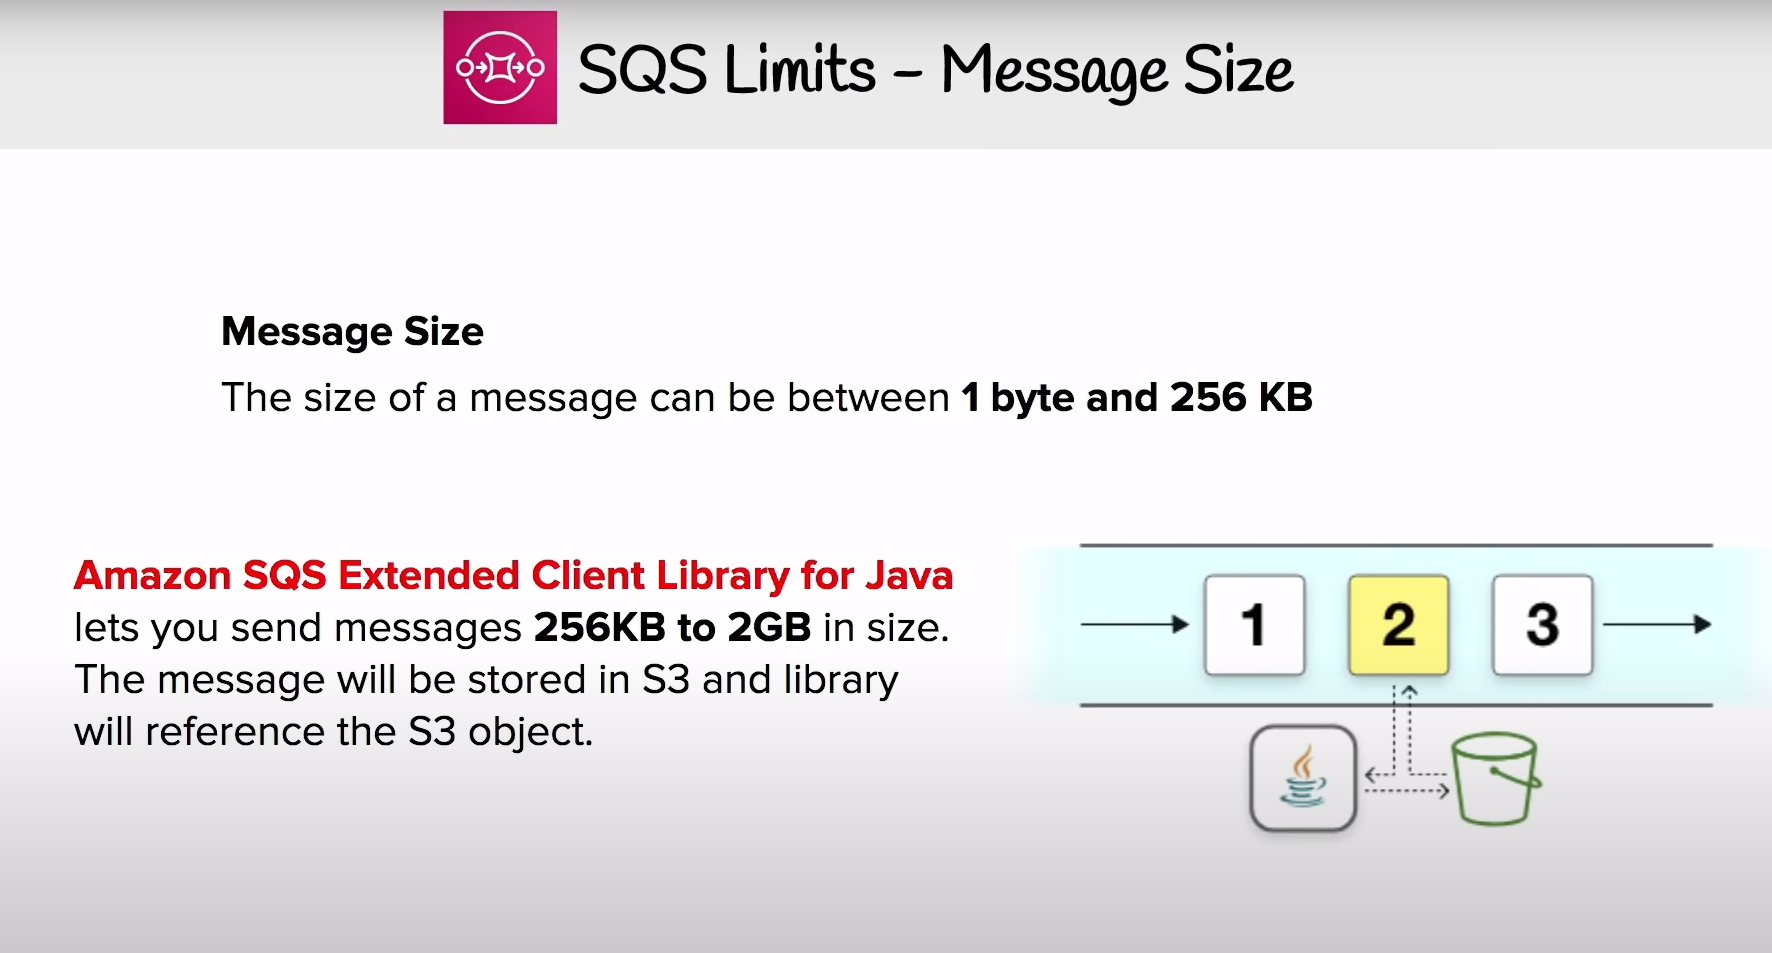 SQS Limits - Message Size
Message Size
The size of a message can be between 1 byte and 256 KB
Amazon SQS Extended Client Library for Java
lets you send messages 256KB to 2GB in size.
The message will be stored in S3 and library
will reference the S3 object.
1 2 3